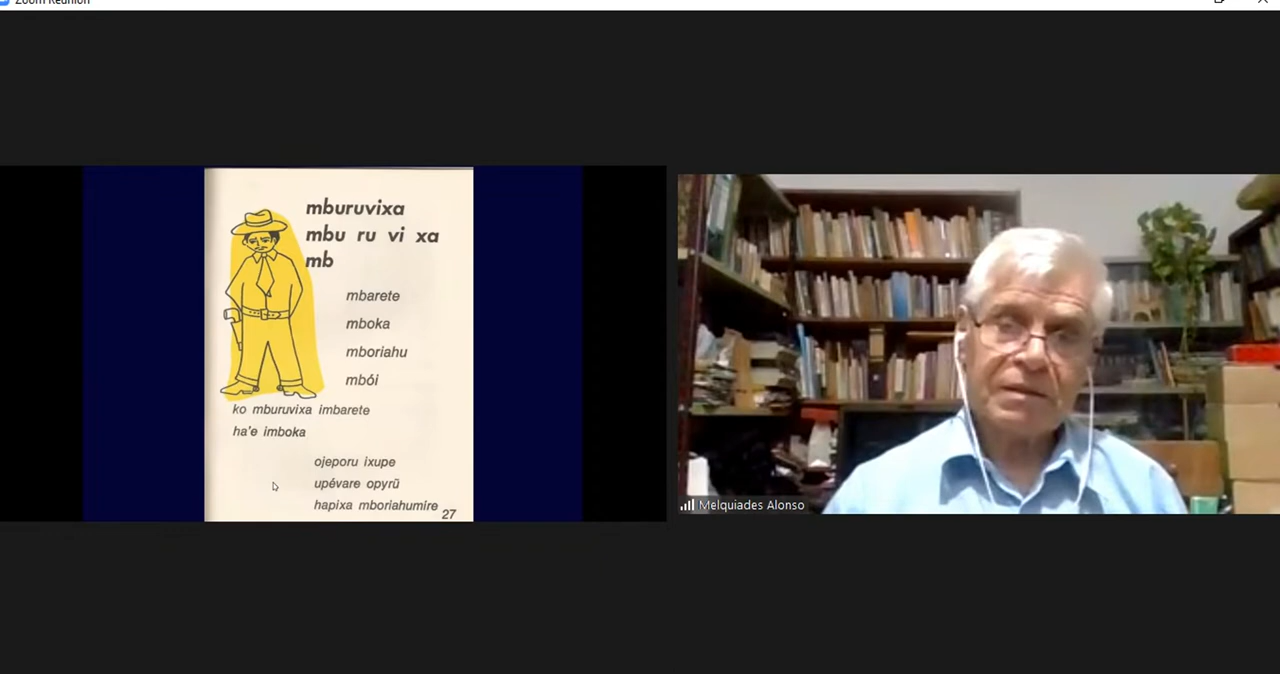 Zoom Reunión
mburuvixa
mbu ru vi xa
mb
mbarete
mboka
mboriahu
mbói
ko mburuvixa imbarete
ha'e imboka
ojeporu ixupe
upévare opyrũ
hapixa mboriahumíre
27
Melquiades Alonso